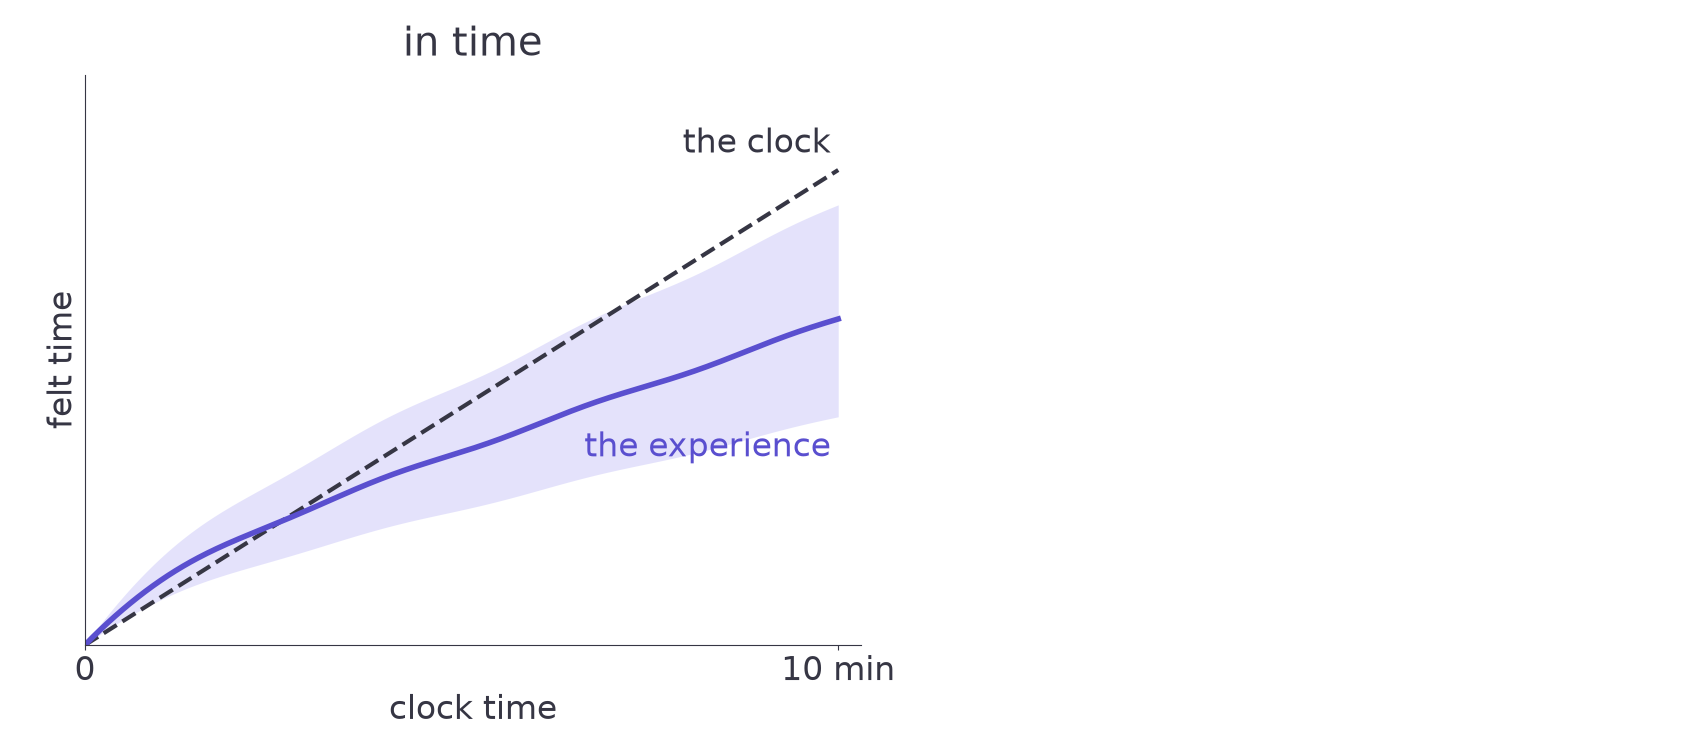 in time
the clock
felt time
the experience
0
10 min
clock time